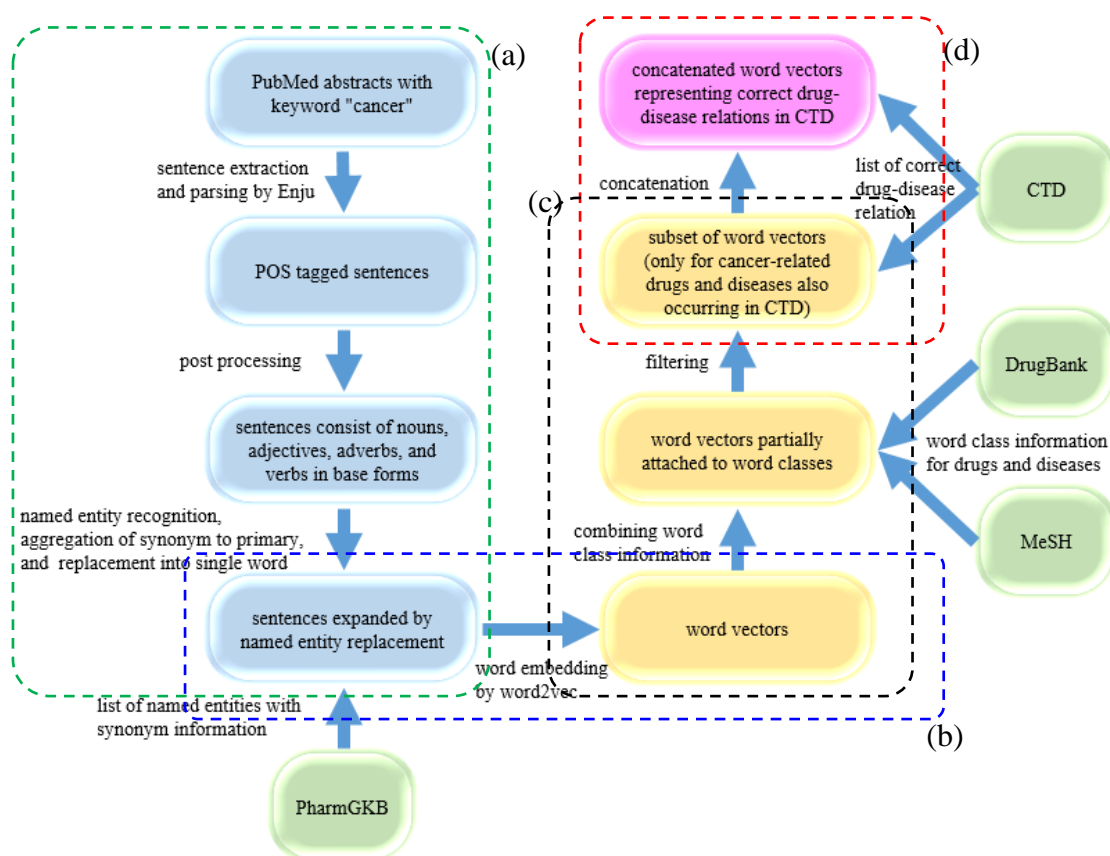 (a)
PubMed abstracts with
keyword "cancer"
sentence extraction
and parsing by Enju
POS tagged sentences
post processing
sentences consist of nouns,
adjectives, adverbs, and
verbs in base forms
named entity recognition,
aggregation of synonym to primary,
and replacement into single word
sentences expanded by
named entity replacement
list of named entities with
synonym information
PharmGKB
word embedding
by word2vec
(b)
word vectors
combining word
class information
word vectors partially
attached to word classes
DrugBank
word class information
for drugs and diseases
MeSH
filtering
(c)
subset of word vectors
(only for cancer-related
drugs and diseases also
occurring in CTD)
concatenation
list of correct
drug-disease
relation
CTD
(d)
concatenated word vectors
representing correct drug-
disease relations in CTD